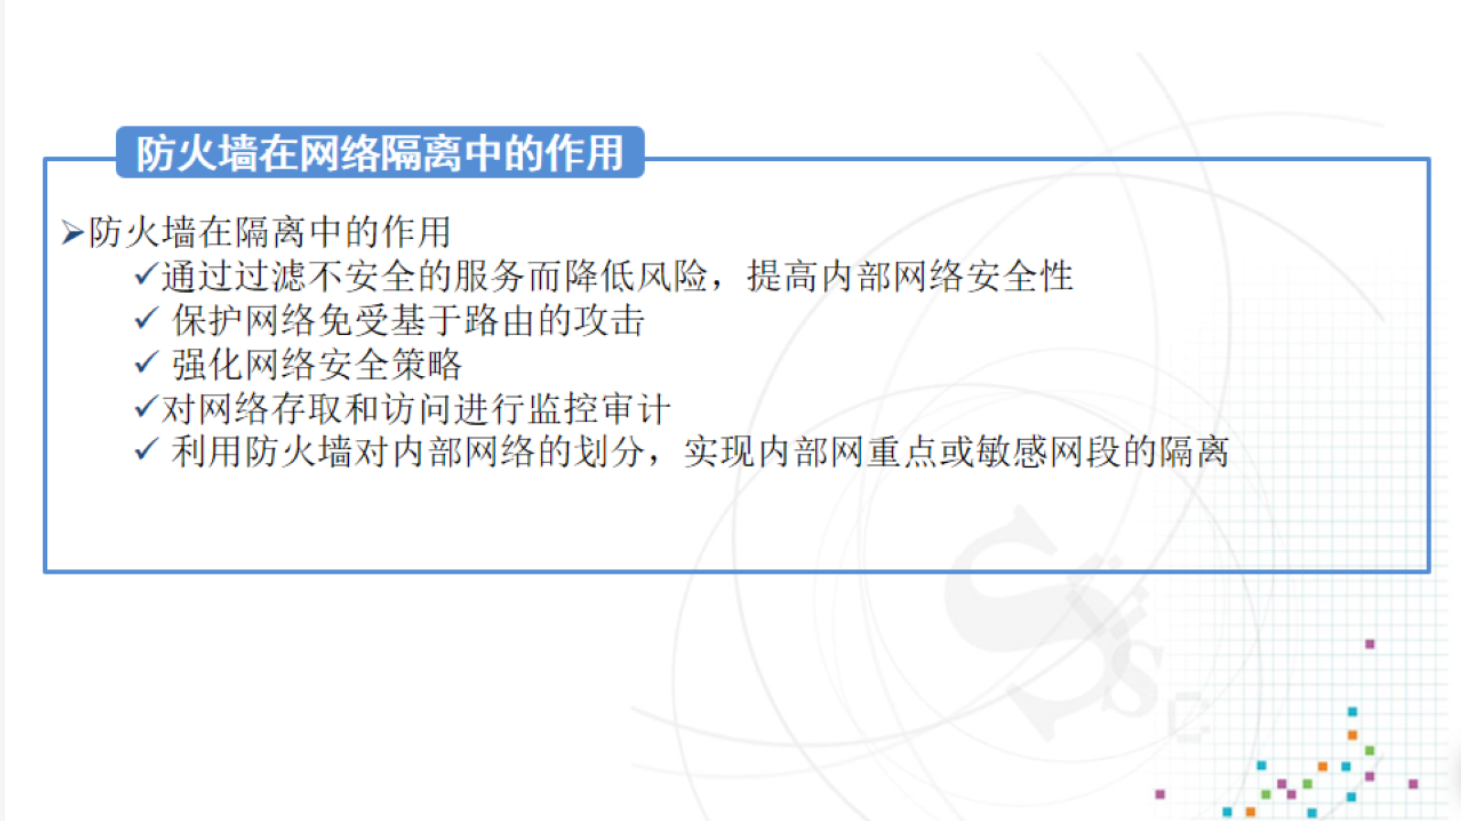 防火墙在网络隔离中的作用
➢防火墙在隔离中的作用
✓通过过滤不安全的服务而降低风险，提高内部网络安全性
✓ 保护网络免受基于路由的攻击
✓ 强化网络安全策略
✓对网络存取和访问进行监控审计
✓ 利用防火墙对内部网络的划分，实现内部网重点或敏感网段的隔离